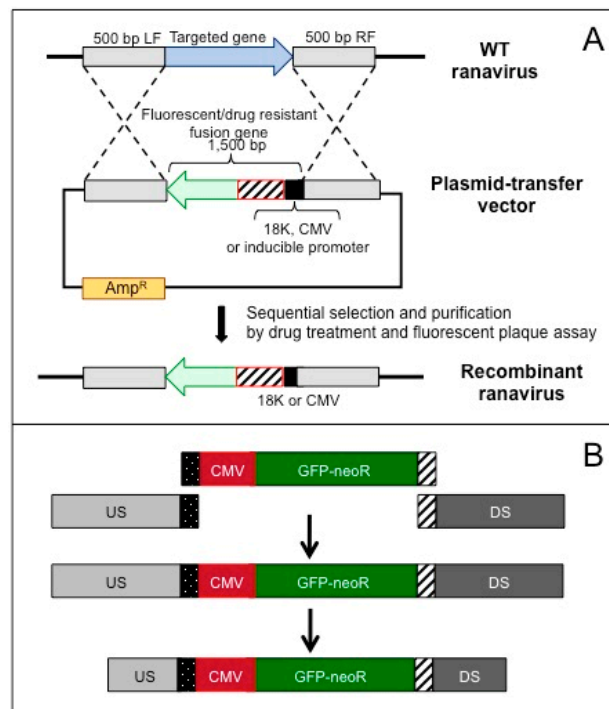 A
500 bp LF Targeted gene 500 bp RF
WT
ranavirus
Fluorescent/drug resistant
fusion gene
1,500 bp
Plasmid-transfer
vector
18K, CMV
or inducible promoter
Amp^R
Sequential selection and purification
by drug treatment and fluorescent plaque assay
Recombinant
ranavirus
18K or CMV
B
CMV GFP-neoR
US DS
US CMV GFP-neoR DS
US CMV GFP-neoR DS